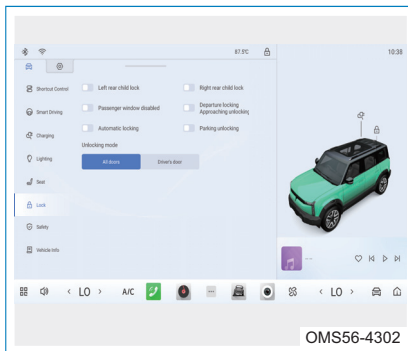 87.5℃ 10:38
Shortcut Control
Left rear child lock Right rear child lock
Smart Driving
Passenger window disabled Departure locking
Approaching unlocking
Charging
Automatic locking Parking unlocking
Unlocking mode
Lighting
All doors Driver's door
Seat
Lock
Safety
Vehicle Info
LO A/C LO
OMS56-4302